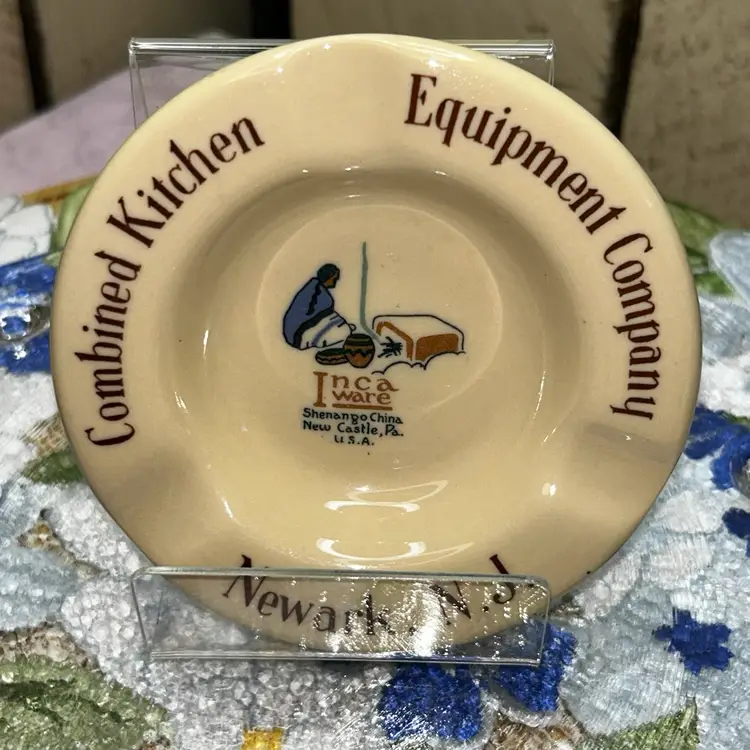 Combined Kitchen Equipment Company
Inca
ware
Shenango China
New Castle, Pa.
U.S.A.
Newark, N.J.